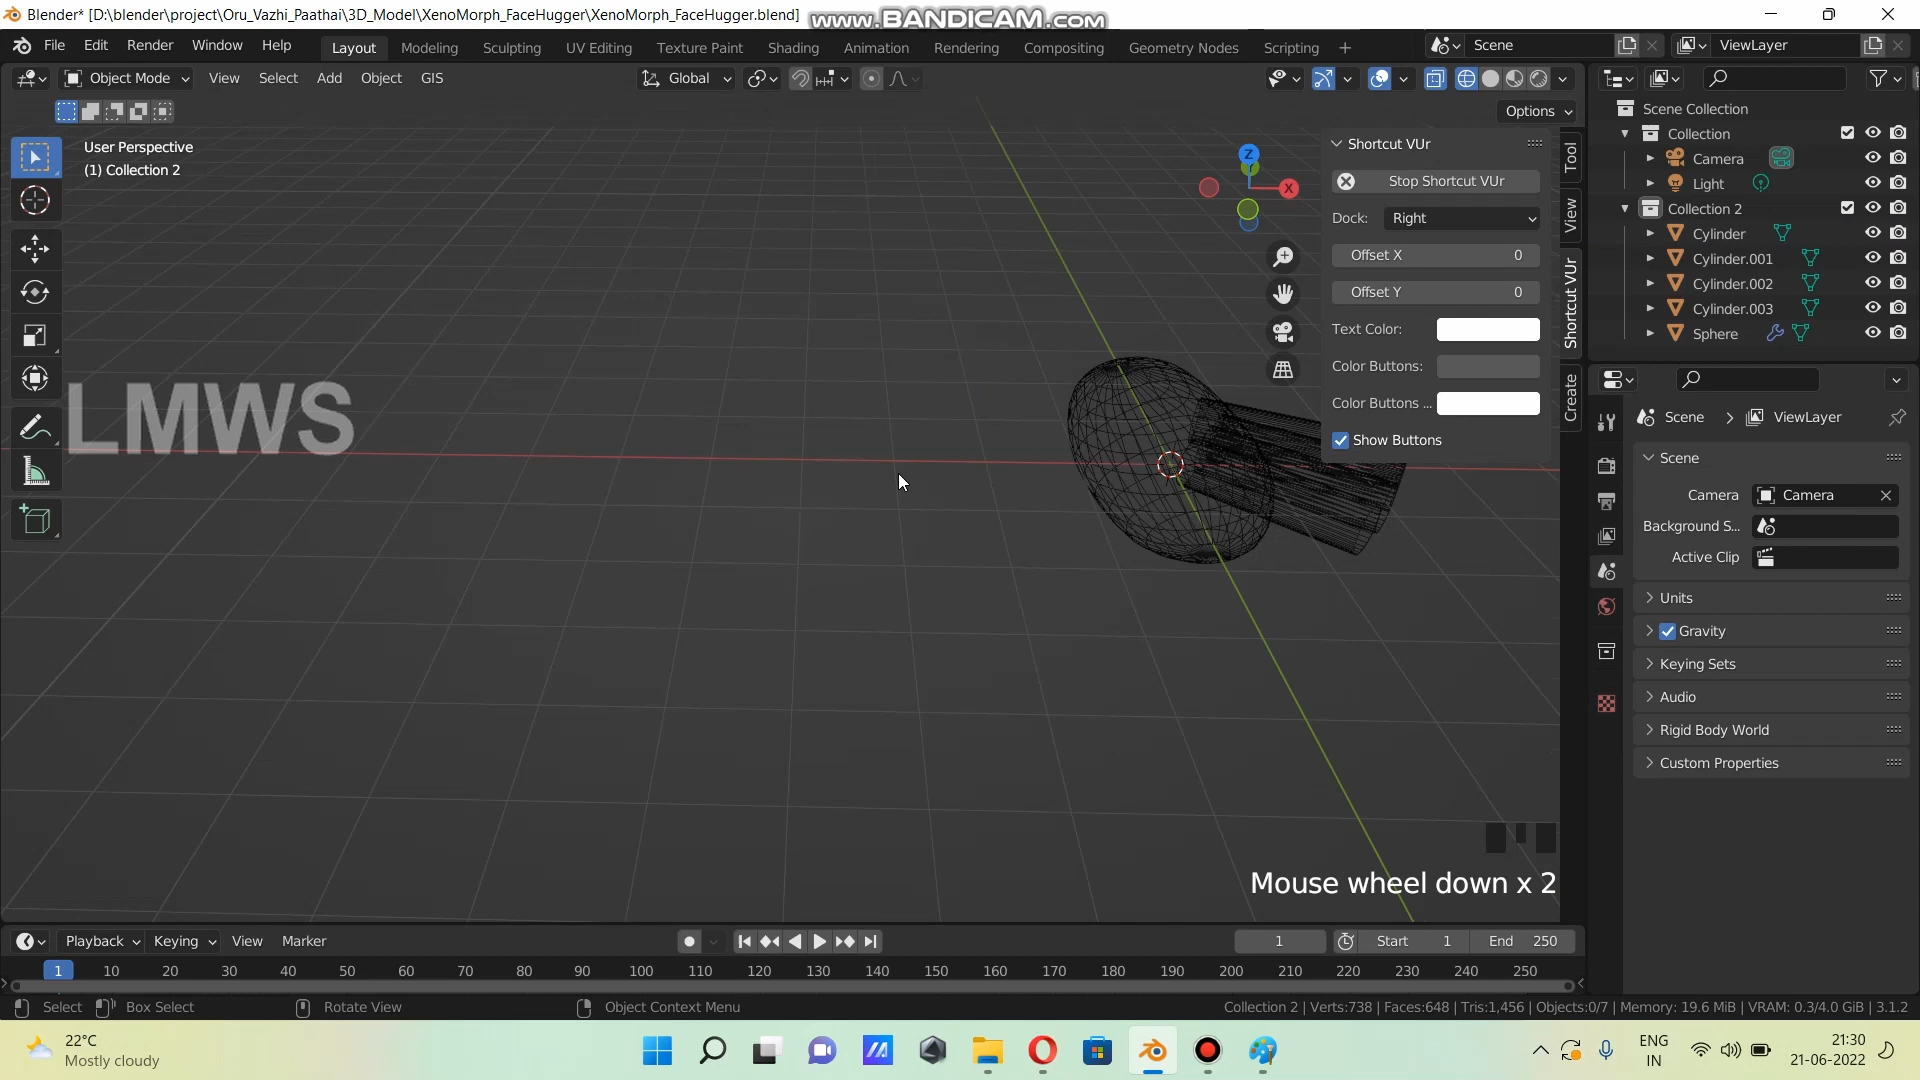 Blender* [D:\blender\project\Oru_Vazhi_Paathai\3D_Model\XenoMorph_FaceHugger\XenoMorph_FaceHugger.blend]
www.BANDICAM.com
File Edit Render Window Help
Layout Modeling Sculpting UV Editing Texture Paint Shading Animation Rendering Compositing Geometry Nodes Scripting +
Scene
ViewLayer
Object Mode View Select Add Object GIS
Global
Options
User Perspective
(1) Collection 2
Z
X
LMWS
Shortcut VUr
Stop Shortcut VUr
Dock: Right
Offset X 0
Offset Y 0
Text Color:
Color Buttons:
Color Buttons ...
Show Buttons
Tool
View
Shortcut VUr
Create
Mouse wheel down x 2
Scene Collection
Collection
Camera
Light
Collection 2
Cylinder
Cylinder.001
Cylinder.002
Cylinder.003
Sphere
Scene > ViewLayer
Scene
Camera Camera
Background S...
Active Clip
Units
Gravity
Keying Sets
Audio
Rigid Body World
Custom Properties
Playback Keying View Marker
1 Start 1 End 250
1 10 20 30 40 50 60 70 80 90 100 110 120 130 140 150 160 170 180 190 200 210 220 230 240 250
Select Box Select Rotate View Object Context Menu
Collection 2 | Verts:738 | Faces:648 | Tris:1,456 | Objects:0/7 | Memory: 19.6 MiB | VRAM: 0.3/4.0 GiB | 3.1.2
22°C
Mostly cloudy
ENG
IN
21:30
21-06-2022